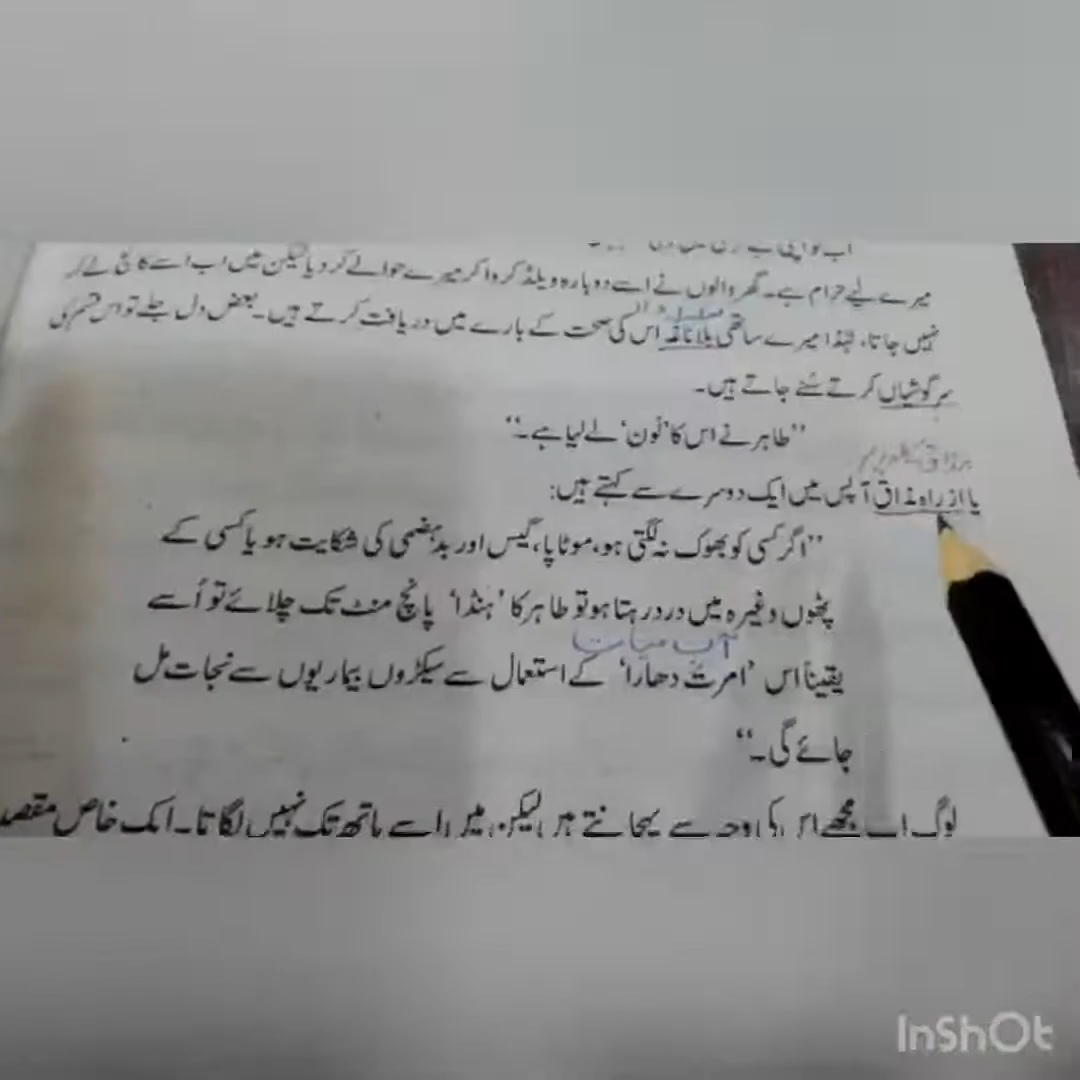 میرے لیے حرام ہے۔ گھر والوں نے اسے دوبارہ ویلڈ کروا کر میرے حوالے کر دیا لیکن میں اب اسے کالج لے کر
نہیں جاتا، لہٰذا میرے ساتھی بلاناغہ اس کی صحت کے بارے میں دریافت کرتے ہیں۔ بعض دل جلے تو اس قسم کی
سرگوشیاں کرتے سُنے جاتے ہیں۔
”طاہر نے اس کا ’نُون‘ لے لیا ہے۔“
یا از راہ مذاق آپس میں ایک دوسرے سے کہتے ہیں:
”اگر کسی کو بھوک نہ لگتی ہو، موٹاپا، گیس اور بدہضمی کی شکایت ہو یا کسی کے
پٹھوں وغیرہ میں درد رہتا ہو تو طاہر کا ’ہنڈا‘ پانچ منٹ تک چلائے تو اُسے
آب حیات
یقیناً اس ’امرت دھارا‘ کے استعمال سے سیکڑوں بیماریوں سے نجات مل
جائے گی۔“
لوگ اب مجھے اس کی وجہ سے پہچانتے ہیں لیکن میں اسے ہاتھ تک نہیں لگاتا۔ ایک خاص مقصد
InShOt